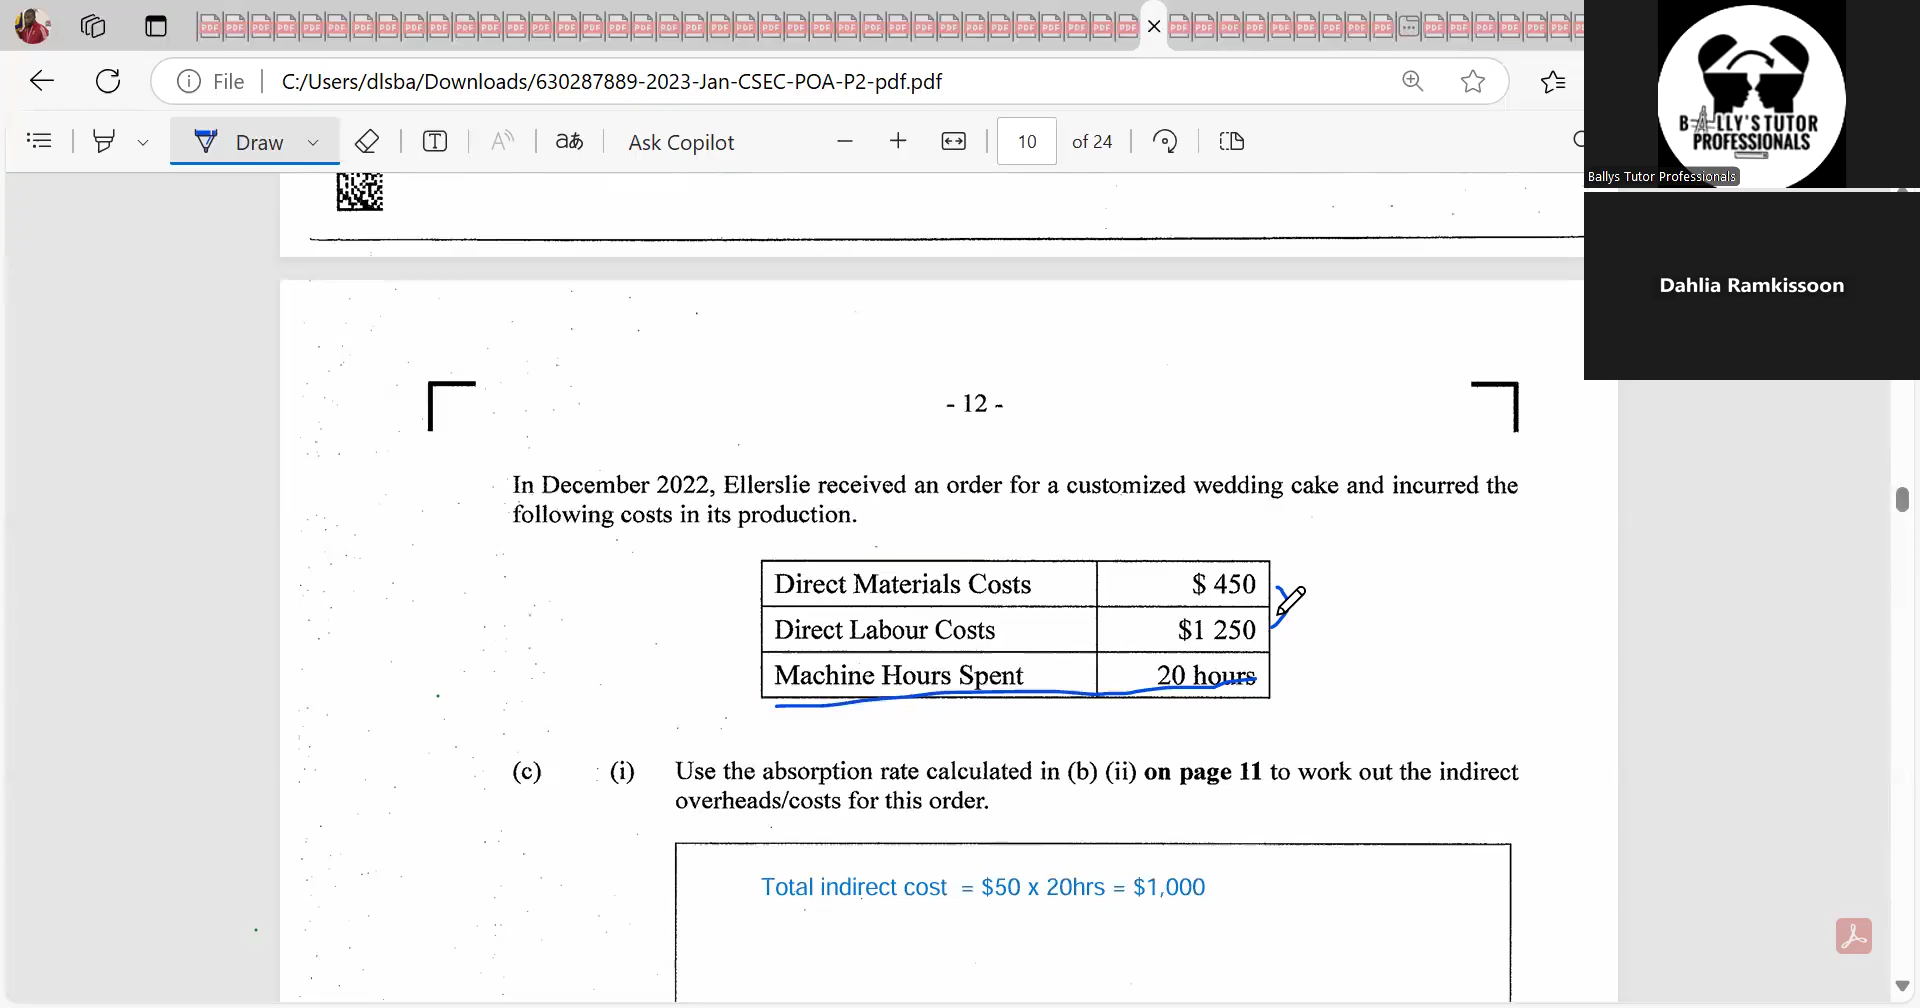 File
C:/Users/dlsba/Downloads/630287889-2023-Jan-CSEC-POA-P2-pdf.pdf
Draw
Ask Copilot
10
of 24
BALLY'S TUTOR
PROFESSIONALS
Ballys Tutor Professionals
Dahlia Ramkissoon
- 12 -
In December 2022, Ellerslie received an order for a customized wedding cake and incurred the
following costs in its production.
Direct Materials Costs $ 450
Direct Labour Costs $1 250
Machine Hours Spent 20 hours
(c) (i) Use the absorption rate calculated in (b) (ii) on page 11 to work out the indirect
overheads/costs for this order.
Total indirect cost = $50 x 20hrs = $1,000